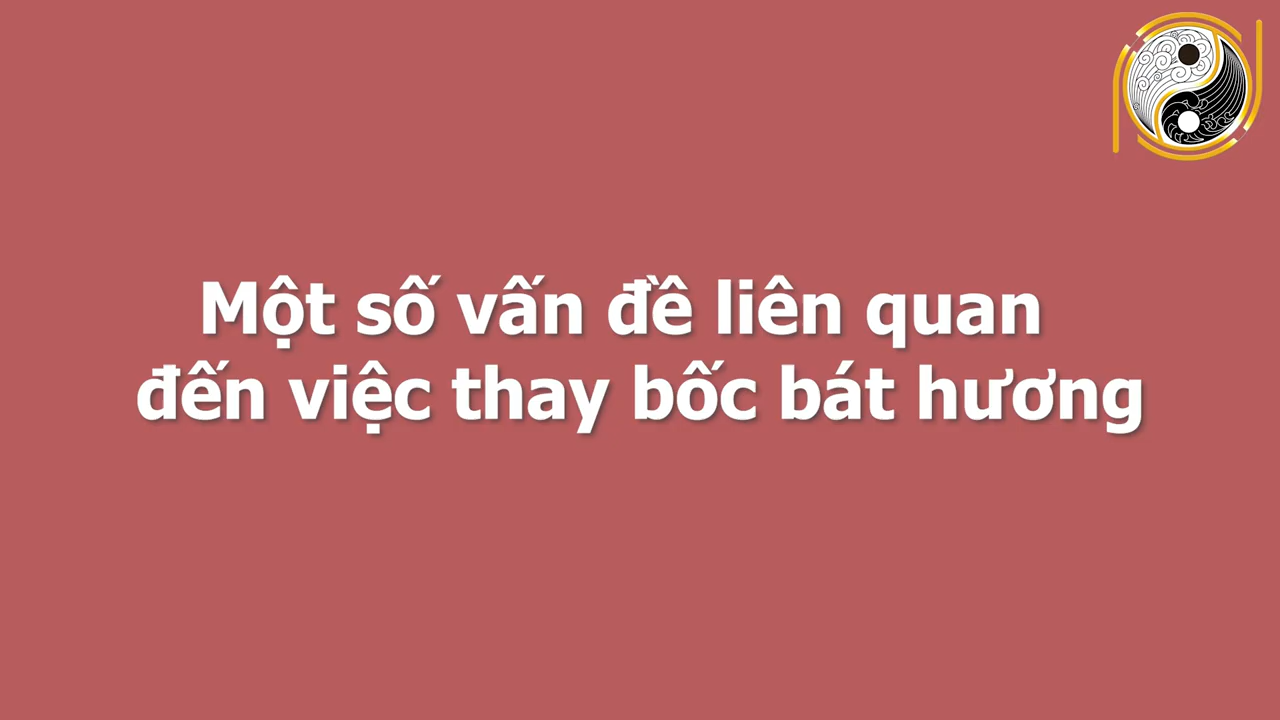 Một số vấn đề liên quan
đến việc thay bốc bát hương